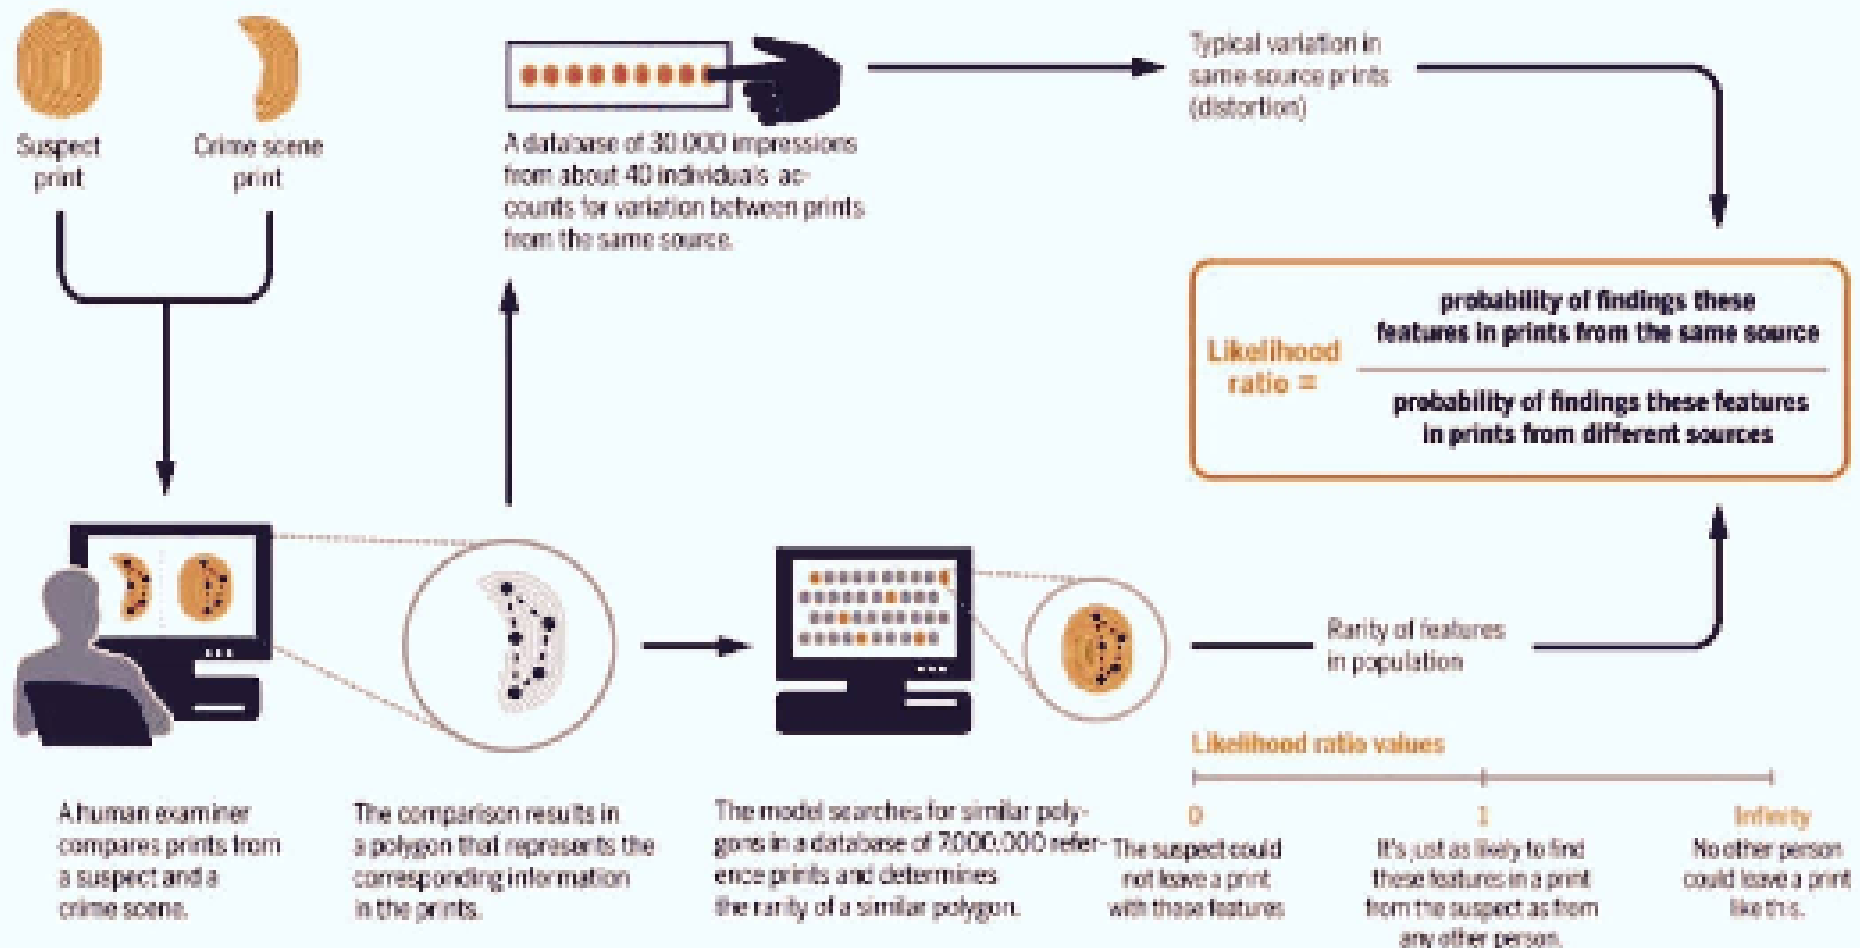 Suspect
print
Crime scene
print
A database of 30,000 impressions
from about 40 individuals ac-
counts for variation between prints
from the same source.
Typical variation in
same-source prints
(distortion)
Likelihood
ratio =
probability of findings these
features in prints from the same source
probability of findings these features
in prints from different sources
Rarity of features
in population
A human examiner
compares prints from
a suspect and a
crime scene.
The comparison results in
a polygon that represents the
corresponding information
in the prints.
The model searches for similar poly-
gons in a database of 7,000,000 refer-
ence prints and determines
the rarity of a similar polygon.
Likelihood ratio values
0
The suspect could
not leave a print
with those features
1
It's just as likely to find
these features in a print
from the suspect as from
any other person.
Infinity
No other person
could leave a print
like this.